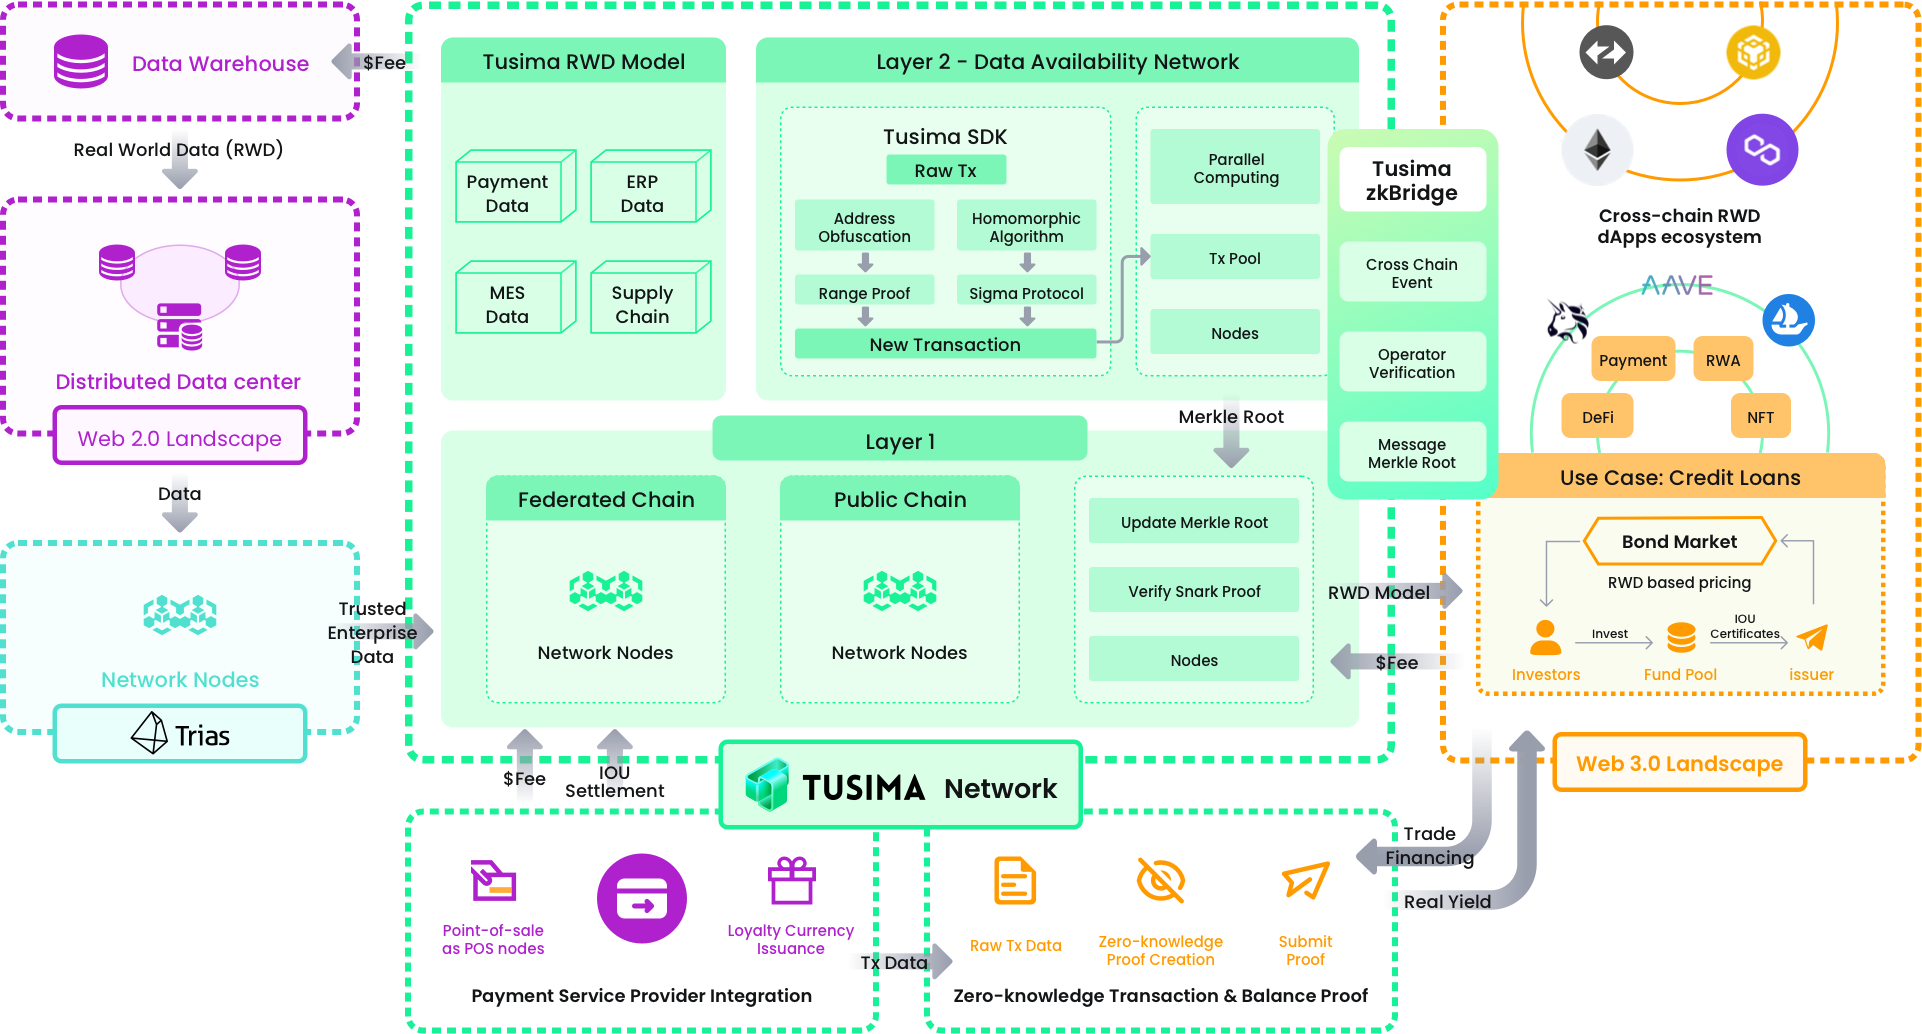 Data Warehouse
$Fee
Real World Data (RWD)
Distributed Data center
Web 2.0 Landscape
Data
Network Nodes
Trias
Trusted
Enterprise
Data
Tusima RWD Model
Payment
Data
ERP
Data
MES
Data
Supply
Chain
Layer 2 - Data Availability Network
Tusima SDK
Raw Tx
Address
Obfuscation
Homomorphic
Algorithm
Range Proof
Sigma Protocol
New Transaction
Parallel
Computing
Tx Pool
Nodes
Merkle Root
Layer 1
Federated Chain
Network Nodes
Public Chain
Network Nodes
Update Merkle Root
Verify Snark Proof
Nodes
Tusima
zkBridge
Cross Chain
Event
Operator
Verification
Message
Merkle Root
RWD Model
$Fee
Cross-chain RWD
dApps ecosystem
AAVE
Payment
RWA
DeFi
NFT
Use Case: Credit Loans
Bond Market
RWD based pricing
Invest
IOU
Certificates
Investors
Fund Pool
issuer
Web 3.0 Landscape
$Fee
IOU
Settlement
TUSIMA Network
Trade
Financing
Real Yield
Point-of-sale
as POS nodes
Loyalty Currency
Issuance
Payment Service Provider Integration
Tx Data
Raw Tx Data
Zero-knowledge
Proof Creation
Submit
Proof
Zero-knowledge Transaction & Balance Proof